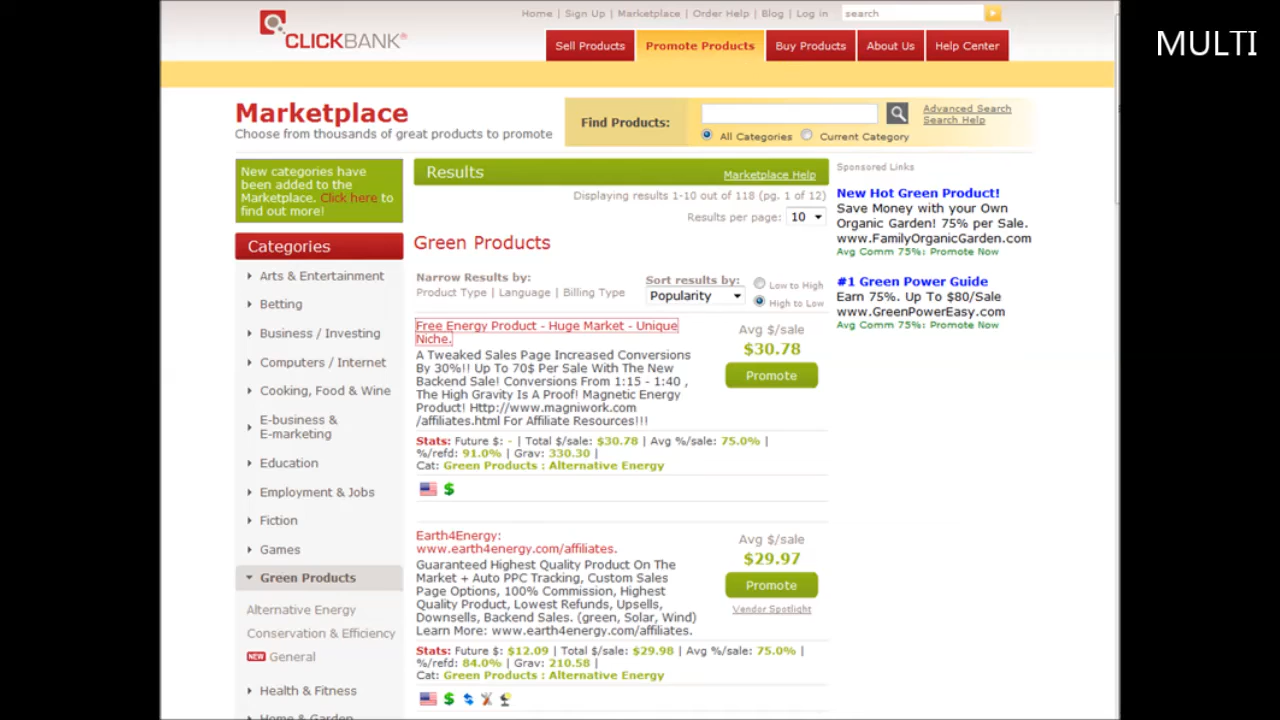 Home | Sign Up | Marketplace | Order Help | Blog | Log in
search
MULTI
CLICKBANK®
Sell Products
Promote Products
Buy Products
About Us
Help Center
Marketplace
Choose from thousands of great products to promote
Find Products:
All Categories
Current Category
Advanced Search
Search Help
New categories have
been added to the
Marketplace. Click here to
find out more!
Categories
Arts & Entertainment
Betting
Business / Investing
Computers / Internet
Cooking, Food & Wine
E-business &
E-marketing
Education
Employment & Jobs
Fiction
Games
Green Products
Alternative Energy
Conservation & Efficiency
NEW General
Health & Fitness
Home & Garden
Results
Marketplace Help
Displaying results 1-10 out of 118 (pg. 1 of 12)
Results per page: 10
Green Products
Narrow Results by:
Product Type | Language | Billing Type
Sort results by:
Popularity
Low to High
High to Low
Free Energy Product - Huge Market - Unique
Niche.
A Tweaked Sales Page Increased Conversions
By 30%!! Up To 70$ Per Sale With The New
Backend Sale! Conversions From 1:15 - 1:40 ,
The High Gravity Is A Proof! Magnetic Energy
Product! Http://www.magniwork.com
/affiliates.html For Affiliate Resources!!!
Avg $/sale
$30.78
Promote
Stats: Future $: - | Total $/sale: $30.78 | Avg %/sale: 75.0% |
%/refd: 91.0% | Grav: 330.30 |
Cat: Green Products : Alternative Energy
$
Earth4Energy:
www.earth4energy.com/affiliates.
Guaranteed Highest Quality Product On The
Market + Auto PPC Tracking, Custom Sales
Page Options, 100% Commission, Highest
Quality Product, Lowest Refunds, Upsells,
Downsells, Backend Sales. (green, Solar, Wind)
Learn More: www.earth4energy.com/affiliates.
Avg $/sale
$29.97
Promote
Vendor Spotlight
Stats: Future $: $12.09 | Total $/sale: $29.98 | Avg %/sale: 75.0% |
%/refd: 84.0% | Grav: 210.58 |
Cat: Green Products : Alternative Energy
$
Sponsored Links
New Hot Green Product!
Save Money with your Own
Organic Garden! 75% per Sale.
www.FamilyOrganicGarden.com
Avg Comm 75%: Promote Now
#1 Green Power Guide
Earn 75%. Up To $80/Sale
www.GreenPowerEasy.com
Avg Comm 75%: Promote Now